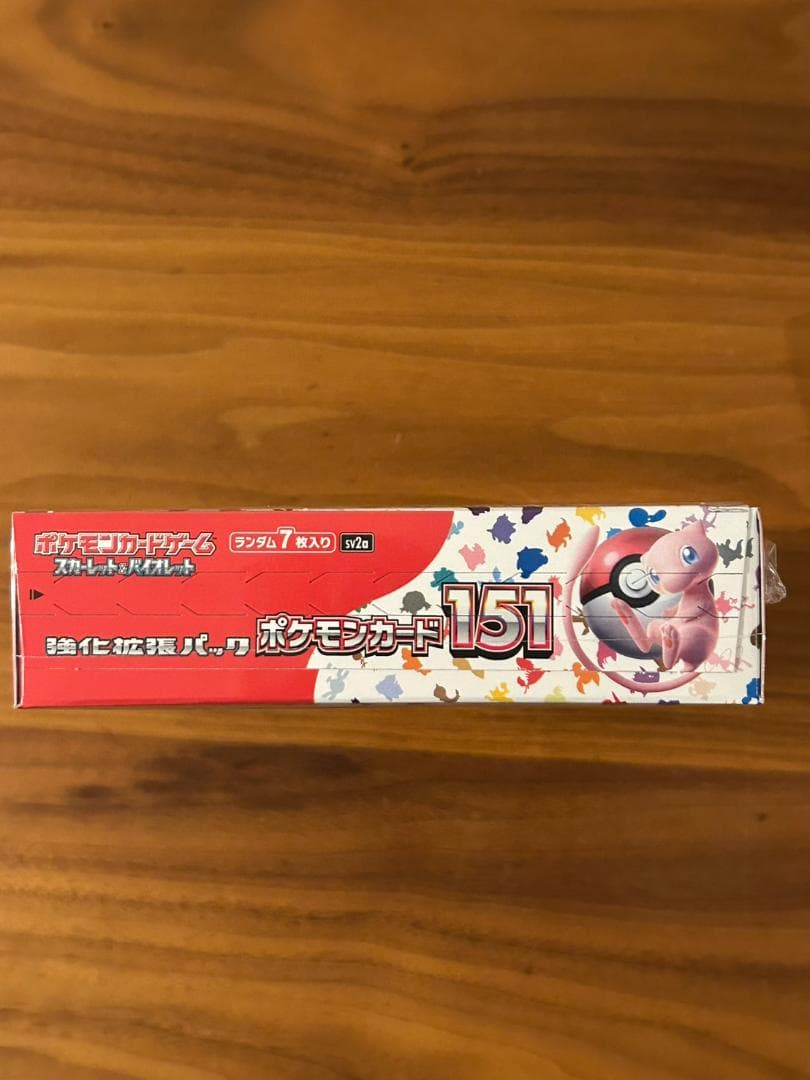 ポケモンカードゲーム
スカーレット&バイオレット
ランダム7枚入り
SV2a
強化拡張パック
ポケモンカード151